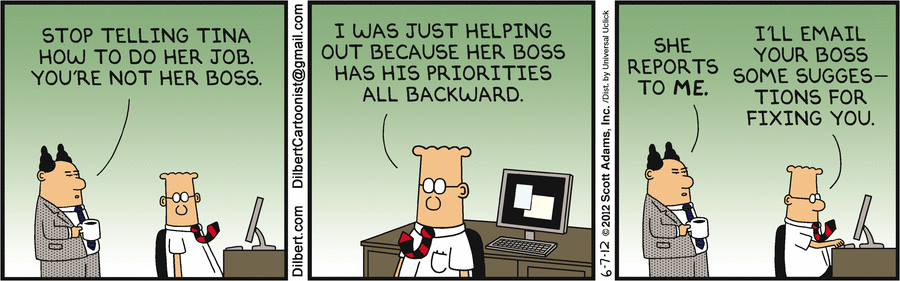 STOP TELLING TINA
HOW TO DO HER JOB.
YOU'RE NOT HER BOSS.
Dilbert.com DilbertCartoonist@gmail.com
I WAS JUST HELPING
OUT BECAUSE HER BOSS
HAS HIS PRIORITIES
ALL BACKWARD.
6-7-12 © 2012 Scott Adams, Inc. /Dist. by Universal Uclick
SHE
REPORTS
TO ME.
I'LL EMAIL
YOUR BOSS
SOME SUGGES-
TIONS FOR
FIXING YOU.